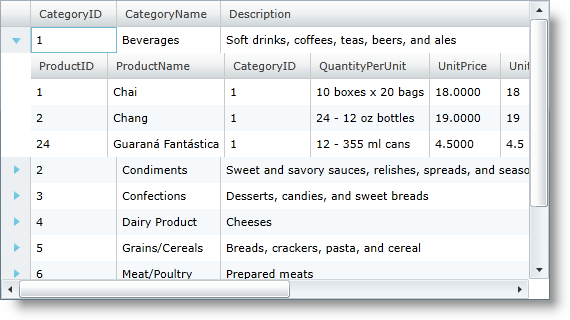 CategoryID CategoryName Description
1 Beverages Soft drinks, coffees, teas, beers, and ales
ProductID ProductName CategoryID QuantityPerUnit UnitPrice Unit
1 Chai 1 10 boxes x 20 bags 18.0000 18
2 Chang 1 24 - 12 oz bottles 19.0000 19
24 Guaraná Fantástica 1 12 - 355 ml cans 4.5000 4.5
2 Condiments Sweet and savory sauces, relishes, spreads, and seaso
3 Confections Desserts, candies, and sweet breads
4 Dairy Product Cheeses
5 Grains/Cereals Breads, crackers, pasta, and cereal
6 Meat/Poultry Prepared meats